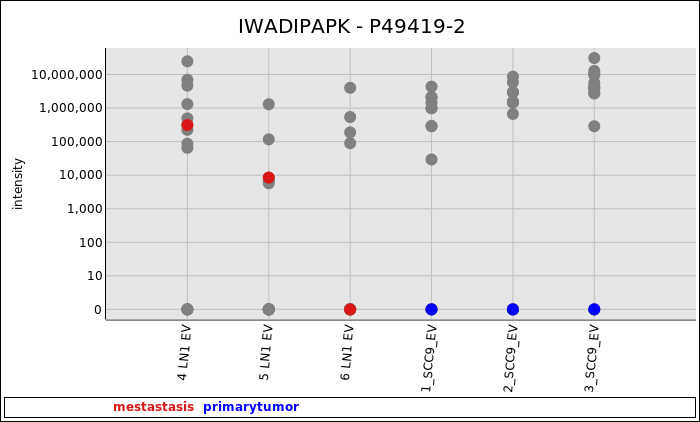 IWADIPAPK - P49419-2
intensity
10,000,000
1,000,000
100,000
10,000
1,000
100
10
0
4 LN1 EV
5 LN1 EV
6 LN1 EV
1_SCC9_EV
2_SCC9_EV
3_SCC9_EV
mestastasis primarytumor